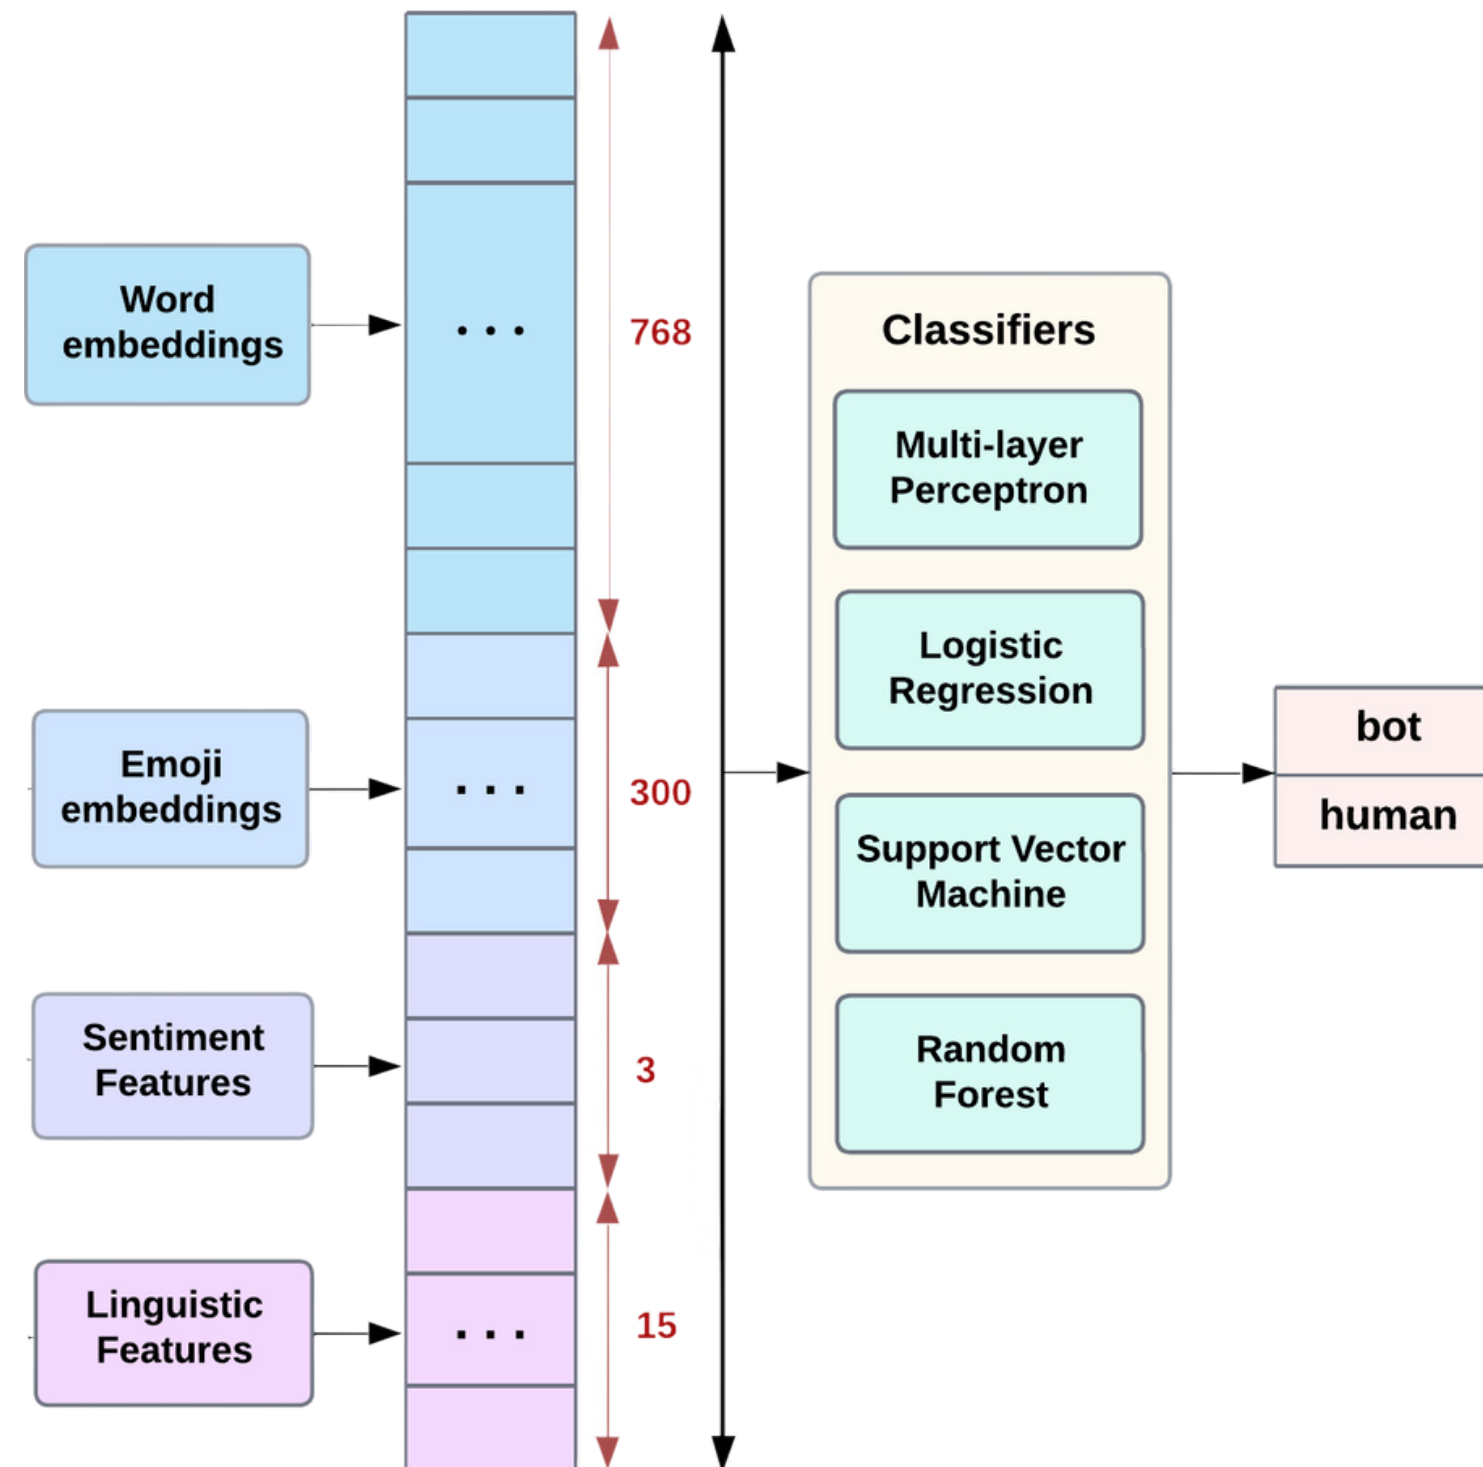 Word
embeddings
. . .
768
Emoji
embeddings
. . .
300
Sentiment
Features
3
Linguistic
Features
. . .
15
Classifiers
Multi-layer
Perceptron
Logistic
Regression
Support Vector
Machine
Random
Forest
bot
human